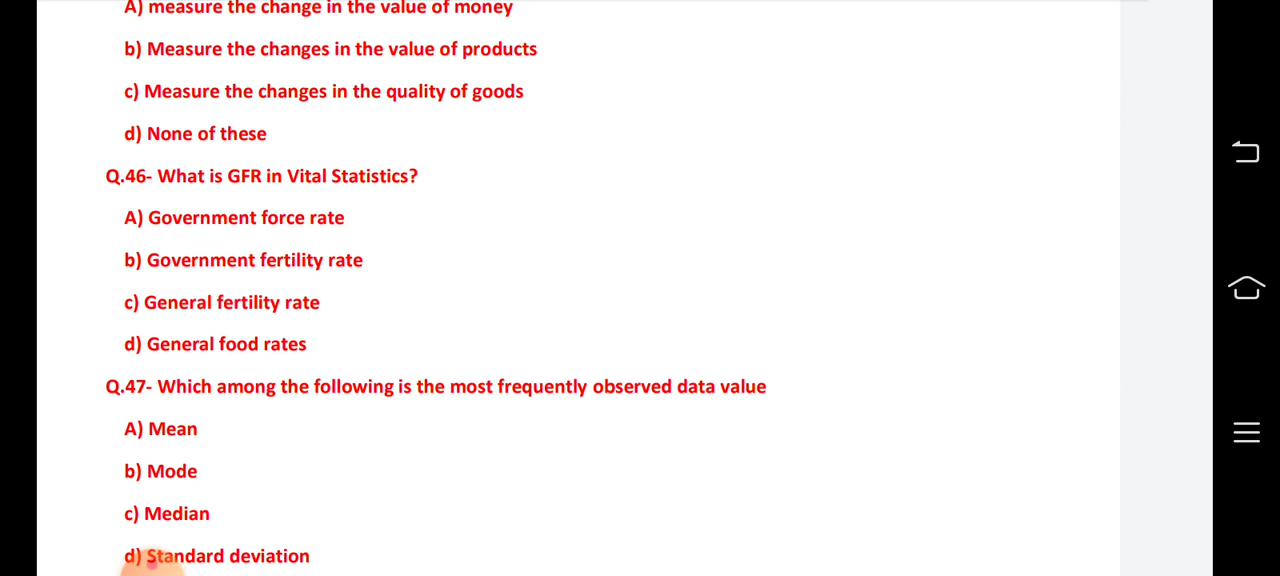 A) measure the change in the value of money
b) Measure the changes in the value of products
c) Measure the changes in the quality of goods
d) None of these
Q.46- What is GFR in Vital Statistics?
A) Government force rate
b) Government fertility rate
c) General fertility rate
d) General food rates
Q.47- Which among the following is the most frequently observed data value
A) Mean
b) Mode
c) Median
d) Standard deviation